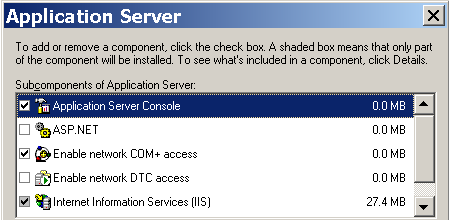 Application Server
To add or remove a component, click the check box. A shaded box means that only part
of the component will be installed. To see what's included in a component, click Details.
Subcomponents of Application Server:
Application Server Console 0.0 MB
ASP.NET 0.0 MB
Enable network COM+ access 0.0 MB
Enable network DTC access 0.0 MB
Internet Information Services (IIS) 27.4 MB